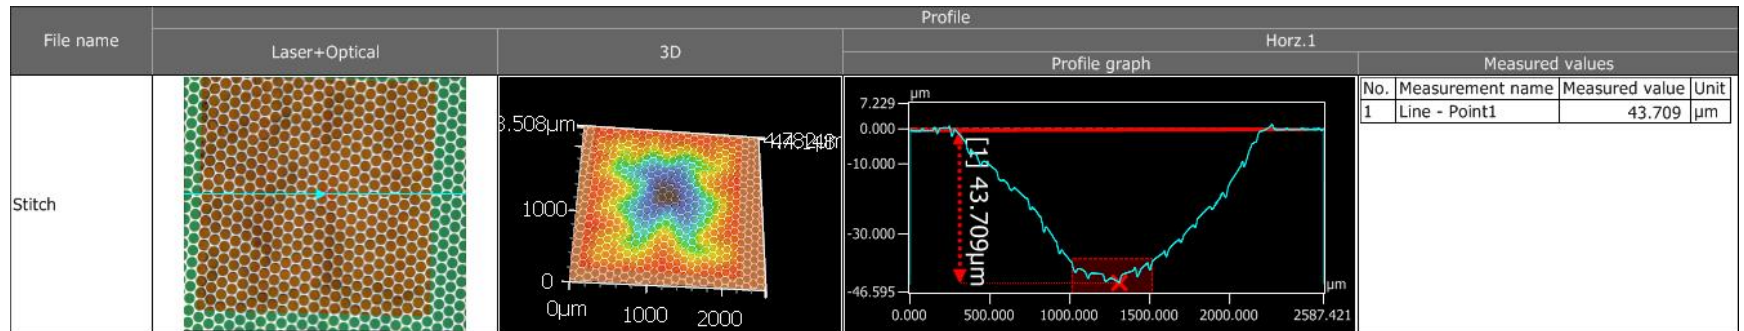 File name
Profile
Laser+Optical
3D
Horz.1
Profile graph
Measured values
Stitch
3.508μm
1000
0
0μm
1000
2000
μm
7.229
0.000
-10.000
-30.000
-46.595
[1] 43.709μm
μm
0.000 500.000 1000.000 1500.000 2000.000 2587.421
No. Measurement name Measured value Unit
1 Line - Point1 43.709 μm